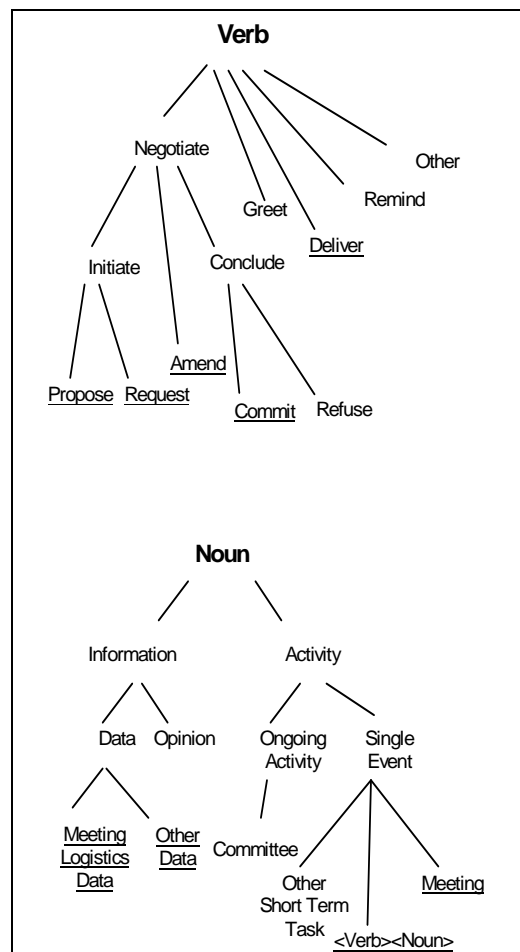 Verb
Negotiate
Other
Remind
Greet
Deliver
Initiate
Conclude
Amend
Propose Request
Commit
Refuse
Noun
Information
Activity
Data
Opinion
Ongoing
Activity
Single
Event
Meeting
Logistics
Data
Other
Data
Committee
Other
Short Term
Task
<Verb><Noun>
Meeting